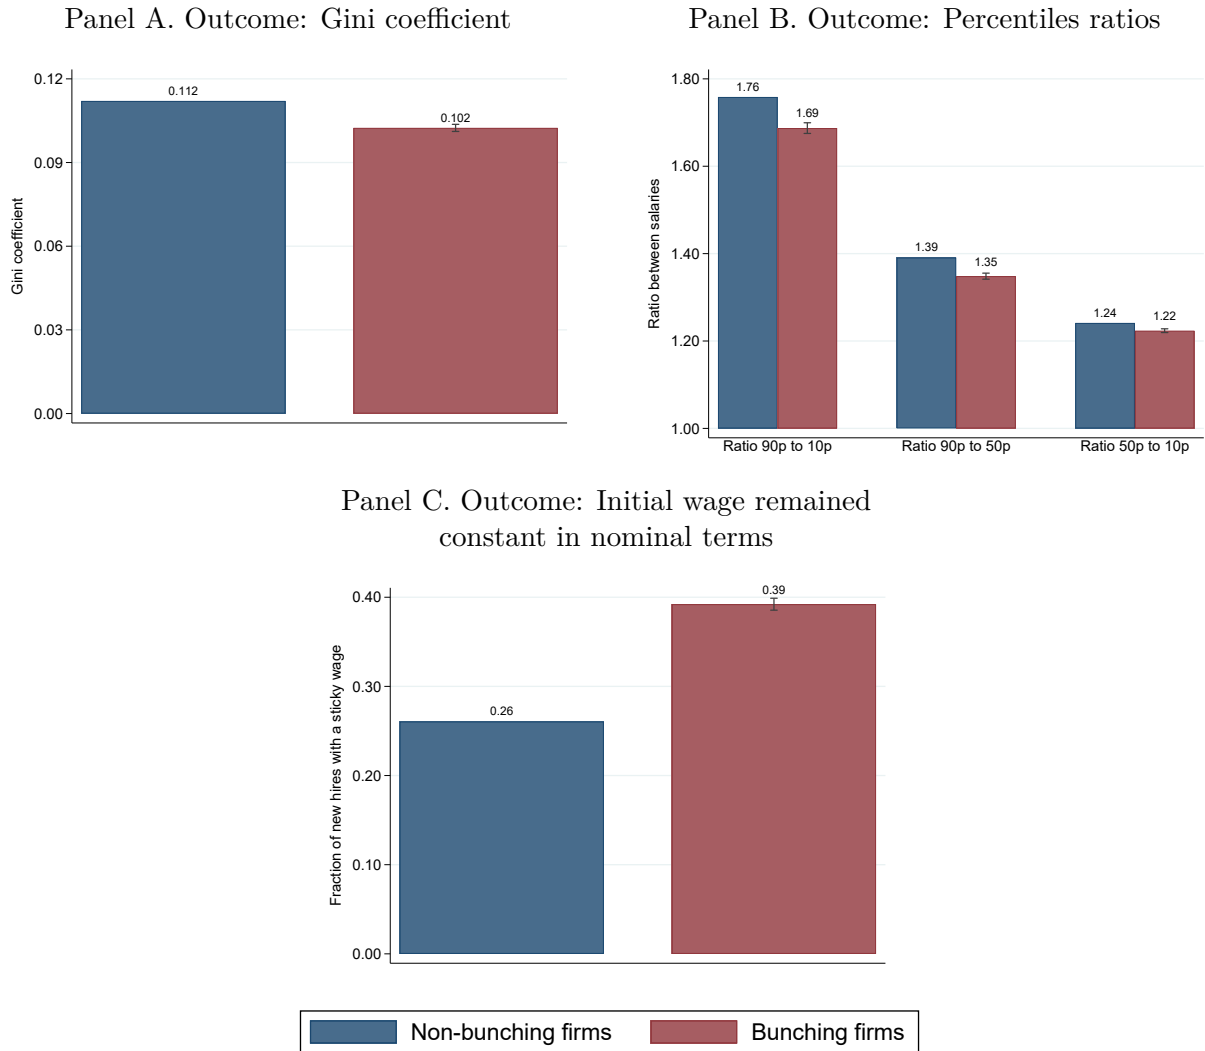 Panel A. Outcome: Gini coefficient
0.12
0.09
0.06
0.03
0.00
Gini coefficient
0.112
0.102
Panel B. Outcome: Percentiles ratios
1.80
1.60
1.40
1.20
1.00
Ratio between salaries
1.76
1.69
1.39
1.35
1.24
1.22
Ratio 90p to 10p
Ratio 90p to 50p
Ratio 50p to 10p
Panel C. Outcome: Initial wage remained
constant in nominal terms
0.40
0.30
0.20
0.10
0.00
Fraction of new hires with a sticky wage
0.26
0.39
Non-bunching firms
Bunching firms